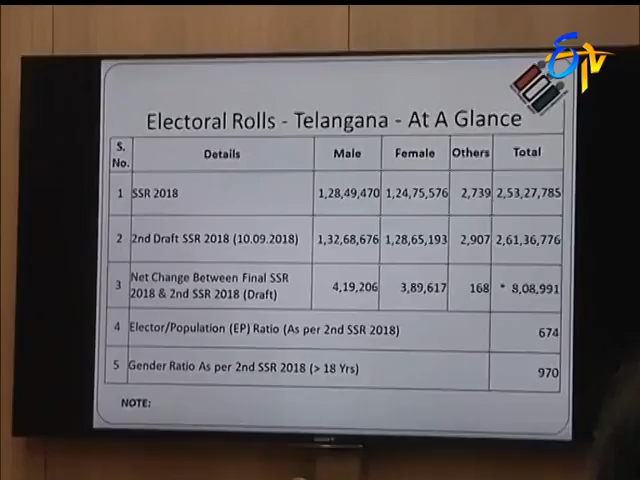 ETV
Electoral Rolls - Telangana - At A Glance
S. No. Details Male Female Others Total
1 SSR 2018 1,28,49,470 1,24,75,576 2,739 2,53,27,785
2 2nd Draft SSR 2018 (10.09.2018) 1,32,68,676 1,28,65,193 2,907 2,61,36,776
3 Net Change Between Final SSR
2018 & 2nd SSR 2018 (Draft) 4,19,206 3,89,617 168 * 8,08,991
4 Elector/Population (EP) Ratio (As per 2nd SSR 2018) 674
5 Gender Ratio As per 2nd SSR 2018 (> 18 Yrs) 970
NOTE: